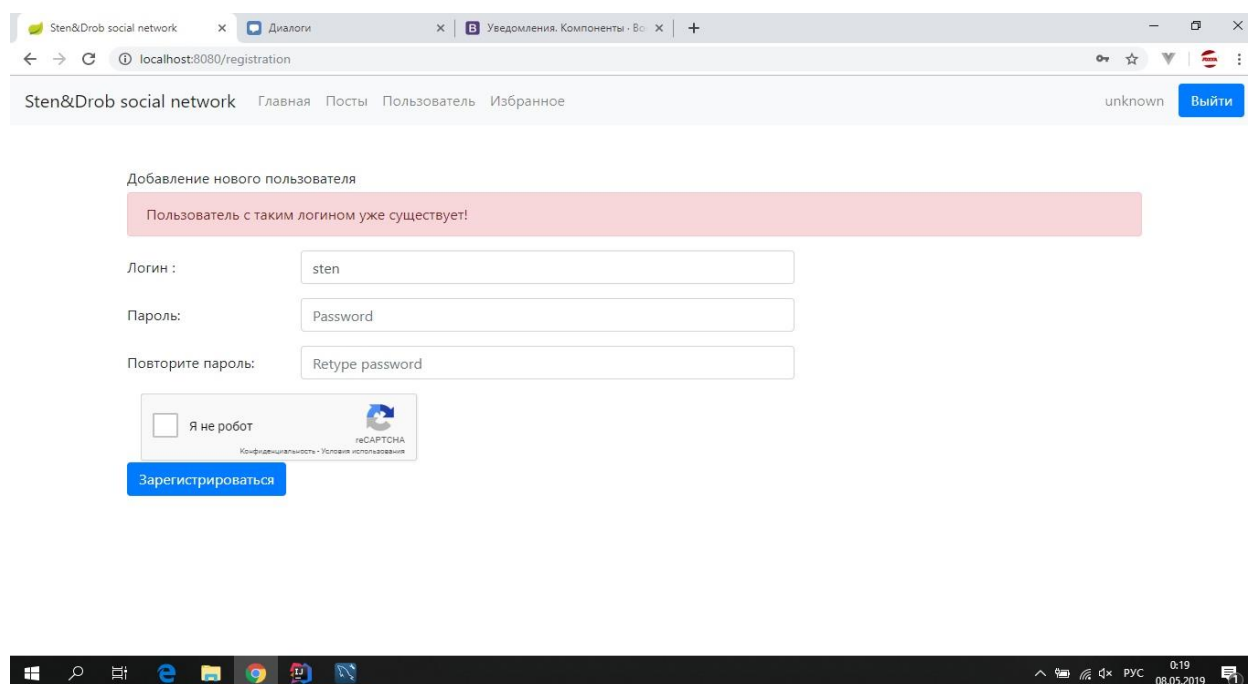 Sten&Drob social network
Диалоги
B Уведомления. Компоненты · Bo
localhost:8080/registration
Sten&Drob social network Главная Посты Пользователь Избранное unknown Выйти
Добавление нового пользователя
Пользователь с таким логином уже существует!
Логин : sten
Пароль: Password
Повторите пароль: Retype password
Я не робот
reCAPTCHA
Конфиденциальность - Условия использования
Зарегистрироваться
РУС
0:19
08.05.2019